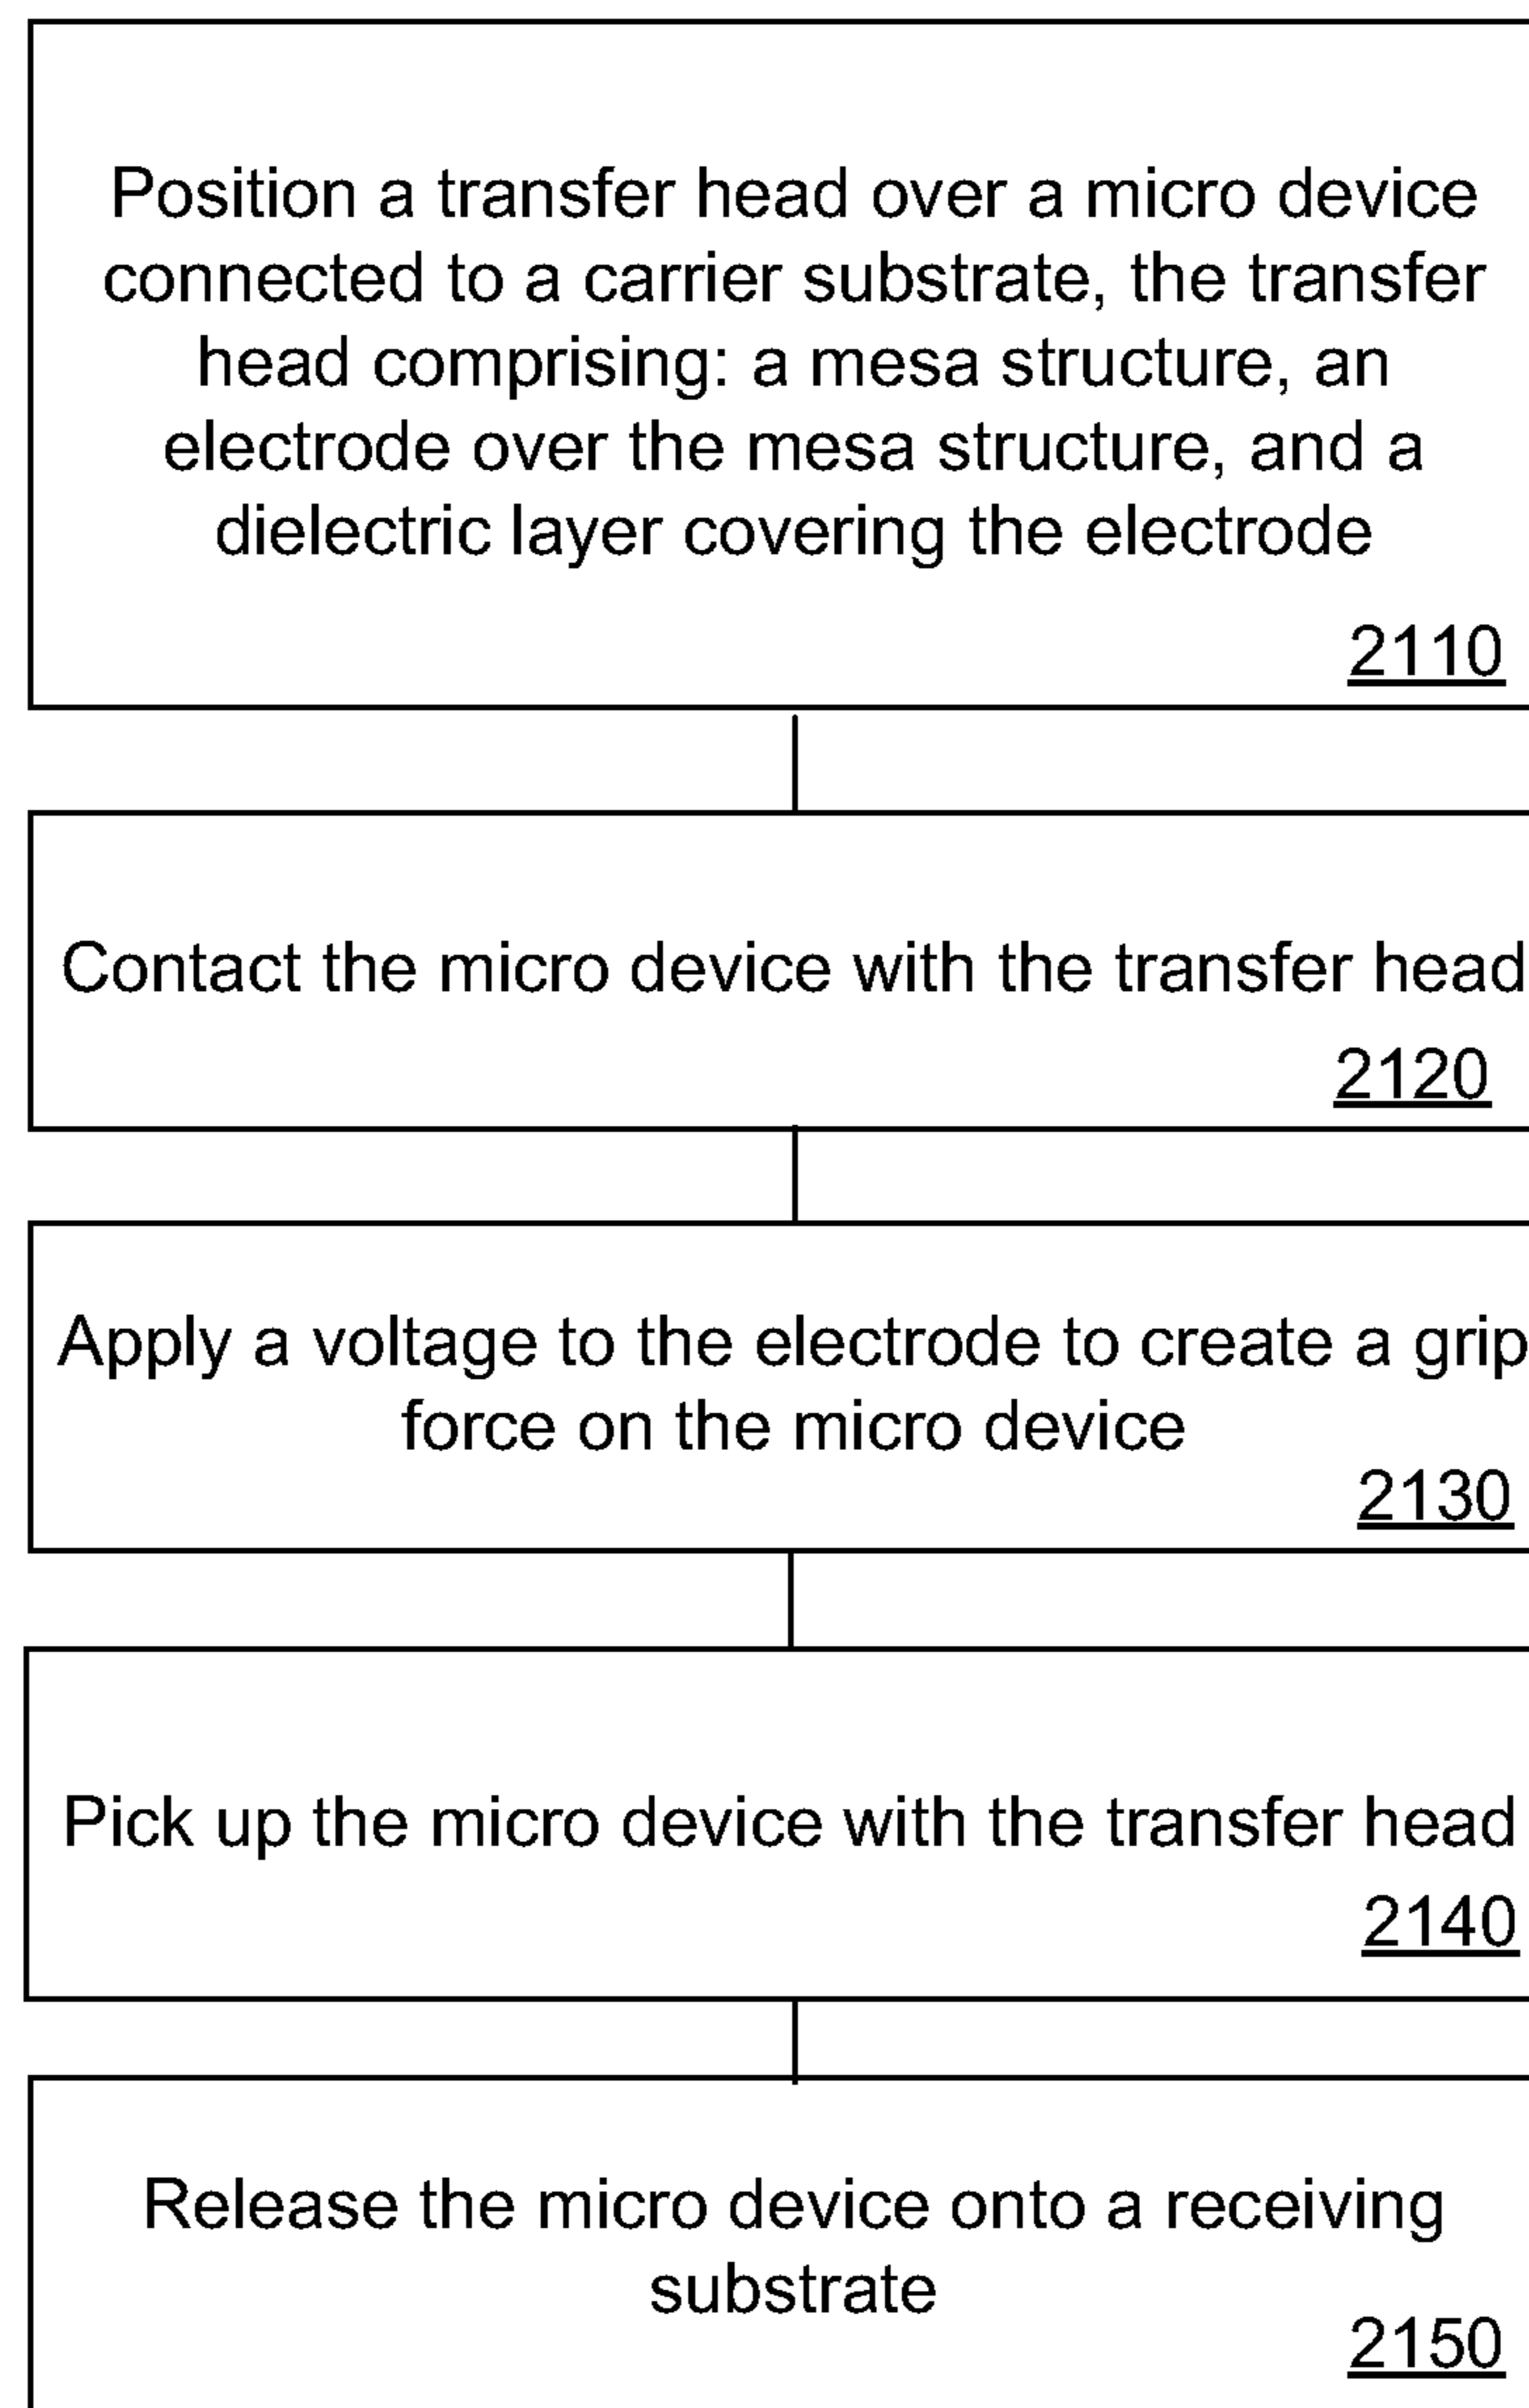 Position a transfer head over a micro device
connected to a carrier substrate, the transfer
head comprising: a mesa structure, an
electrode over the mesa structure, and a
dielectric layer covering the electrode
2110
Contact the micro device with the transfer head
2120
Apply a voltage to the electrode to create a grip
force on the micro device
2130
Pick up the micro device with the transfer head
2140
Release the micro device onto a receiving
substrate
2150